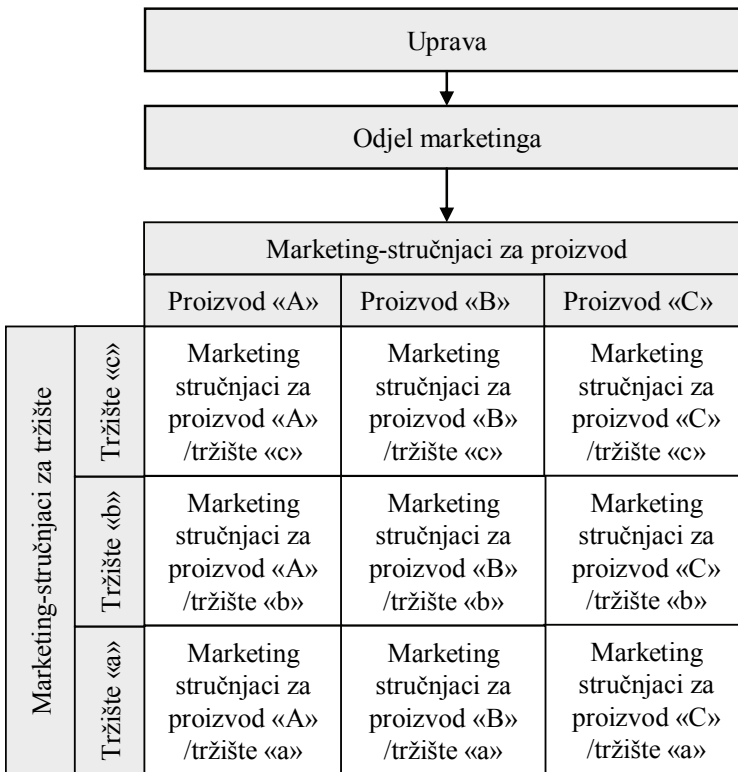 Uprava
Odjel marketinga
Marketing-stručnjaci za proizvod
Proizvod «A»
Proizvod «B»
Proizvod «C»
Marketing-stručnjaci za tržište
Tržište «c»
Marketing
stručnjaci za
proizvod «A»
/tržište «c»
Marketing
stručnjaci za
proizvod «B»
/tržište «c»
Marketing
stručnjaci za
proizvod «C»
/tržište «c»
Tržište «b»
Marketing
stručnjaci za
proizvod «A»
/tržište «b»
Marketing
stručnjaci za
proizvod «B»
/tržište «b»
Marketing
stručnjaci za
proizvod «C»
/tržište «b»
Tržište «a»
Marketing
stručnjaci za
proizvod «A»
/tržište «a»
Marketing
stručnjaci za
proizvod «B»
/tržište «a»
Marketing
stručnjaci za
proizvod «C»
/tržište «a»